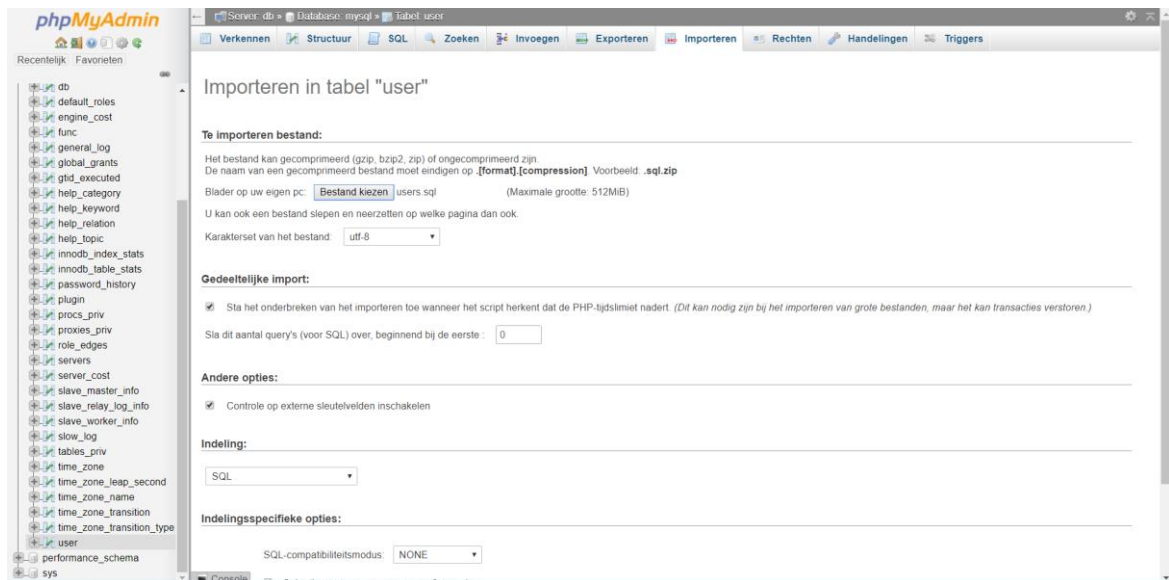 phpMyAdmin
Recentelijk Favorieten
db
default_roles
engine_cost
func
general_log
global_grants
gtid_executed
help_category
help_keyword
help_relation
help_topic
innodb_index_stats
innodb_table_stats
password_history
plugin
procs_priv
proxies_priv
role_edges
servers
server_cost
slave_master_info
slave_relay_log_info
slave_worker_info
slow_log
tables_priv
time_zone
time_zone_leap_second
time_zone_name
time_zone_transition
time_zone_transition_type
user
performance_schema
sys
Server: db » Database: mysql » Tabel: user
Verkennen Structuur SQL Zoeken Invoegen Exporteren Importeren Rechten Handelingen Triggers
Importeren in tabel "user"
Te importeren bestand:
Het bestand kan gecomprimeerd (gzip, bzip2, zip) of ongecomprimeerd zijn.
De naam van een gecomprimeerd bestand moet eindigen op .[format].[compression]. Voorbeeld: .sql.zip
Blader op uw eigen pc: Bestand kiezen users.sql (Maximale grootte: 512MiB)
U kan ook een bestand slepen en neerzetten op welke pagina dan ook.
Karakterset van het bestand: utf-8
Gedeeltelijke import:
Sta het onderbreken van het importeren toe wanneer het script herkent dat de PHP-tijdslimiet nadert. (Dit kan nodig zijn bij het importeren van grote bestanden, maar het kan transacties verstoren.)
Sla dit aantal query's (voor SQL) over, beginnend bij de eerste : 0
Andere opties:
Controle op externe sleutelvelden inschakelen
Indeling:
SQL
Indelingsspecifieke opties:
SQL-compatibiliteitsmodus: NONE
Console